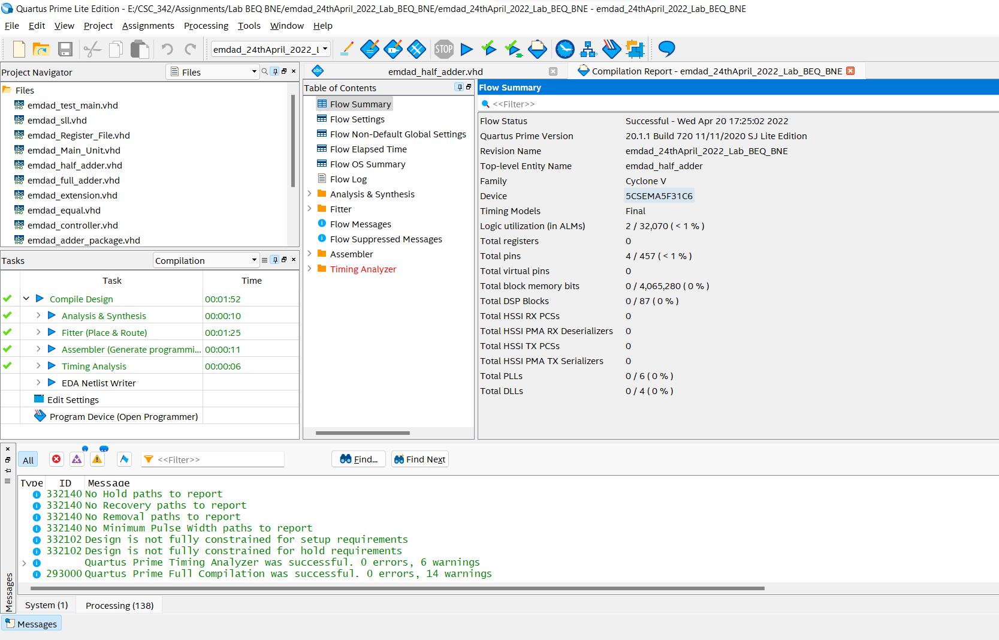 Quartus Prime Lite Edition - E:/CSC_342/Assignments/Lab BEQ BNE/emdad_24thApril_2022_Lab_BEQ_BNE/emdad_24thApril_2022_Lab_BEQ_BNE - emdad_24thApril_2022_Lab_BEQ_BNE
File Edit View Project Assignments Processing Tools Window Help
emdad_24thApril_2022_L
STOP
Project Navigator
Files
Files
emdad_test_main.vhd
emdad_sll.vhd
emdad_Register_File.vhd
emdad_Main_Unit.vhd
emdad_half_adder.vhd
emdad_full_adder.vhd
emdad_extension.vhd
emdad_equal.vhd
emdad_controller.vhd
emdad_adder_package.vhd
Tasks
Compilation
Task Time
Compile Design 00:01:52
Analysis & Synthesis 00:00:10
Fitter (Place & Route) 00:01:25
Assembler (Generate programmi... 00:00:11
Timing Analysis 00:00:06
EDA Netlist Writer
Edit Settings
Program Device (Open Programmer)
emdad_half_adder.vhd
Compilation Report - emdad_24thApril_2022_Lab_BEQ_BNE
Table of Contents
Flow Summary
Flow Settings
Flow Non-Default Global Settings
Flow Elapsed Time
Flow OS Summary
Flow Log
Analysis & Synthesis
Fitter
Flow Messages
Flow Suppressed Messages
Assembler
Timing Analyzer
Flow Summary
<<Filter>>
Flow Status Successful - Wed Apr 20 17:25:02 2022
Quartus Prime Version 20.1.1 Build 720 11/11/2020 SJ Lite Edition
Revision Name emdad_24thApril_2022_Lab_BEQ_BNE
Top-level Entity Name emdad_half_adder
Family Cyclone V
Device 5CSEMA5F31C6
Timing Models Final
Logic utilization (in ALMs) 2 / 32,070 ( < 1 % )
Total registers 0
Total pins 4 / 457 ( < 1 % )
Total virtual pins 0
Total block memory bits 0 / 4,065,280 ( 0 % )
Total DSP Blocks 0 / 87 ( 0 % )
Total HSSI RX PCSs 0
Total HSSI PMA RX Deserializers 0
Total HSSI TX PCSs 0
Total HSSI PMA TX Serializers 0
Total PLLs 0 / 6 ( 0 % )
Total DLLs 0 / 4 ( 0 % )
All
<<Filter>>
Find...
Find Next
Type ID Message
332140 No Hold paths to report
332140 No Recovery paths to report
332140 No Removal paths to report
332140 No Minimum Pulse Width paths to report
332102 Design is not fully constrained for setup requirements
332102 Design is not fully constrained for hold requirements
Quartus Prime Timing Analyzer was successful. 0 errors, 6 warnings
293000 Quartus Prime Full Compilation was successful. 0 errors, 14 warnings
Messages
System (1)
Processing (138)
Messages